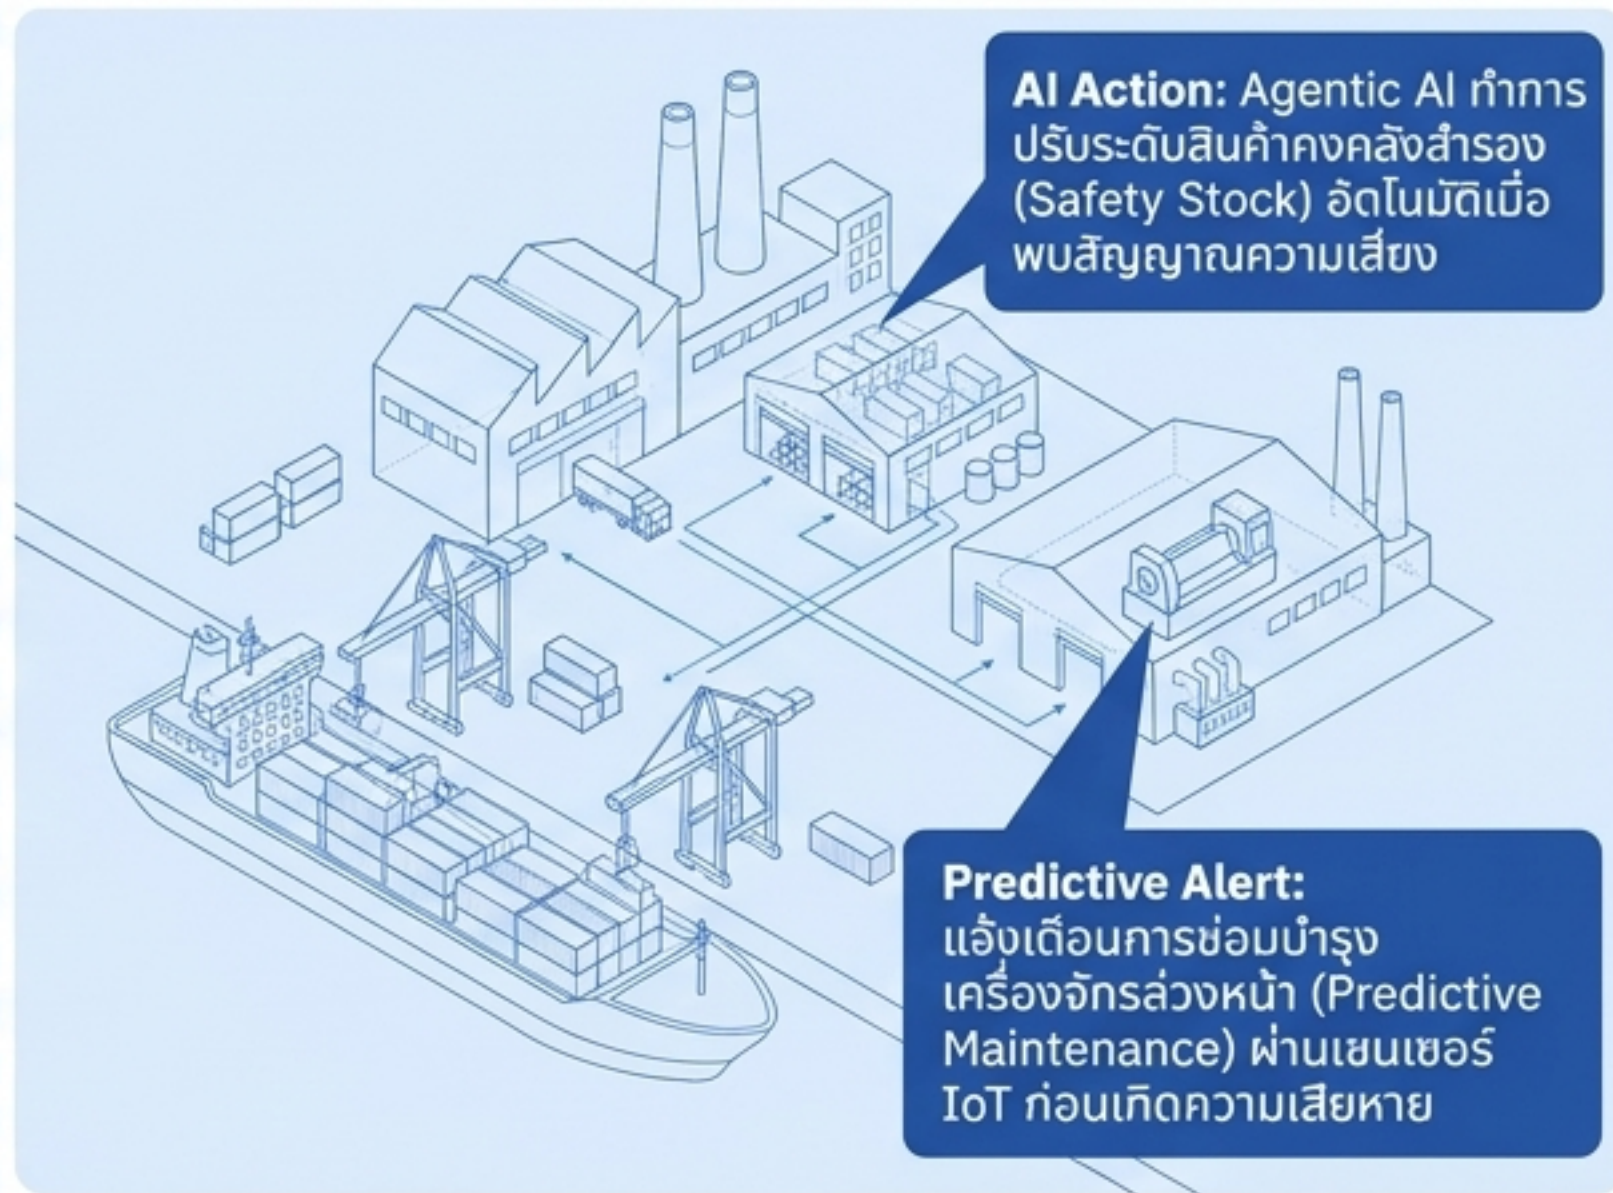 AI Action: Agentic AI ทำการ
ปรับระดับสินค้าคงคลังสำรอง
(Safety Stock) อัตโนมัติเมื่อ
พบสัญญาณความเสี่ยง
Predictive Alert:
แจ้งเตือนการซ่อมบำรุง
เครื่องจักรล่วงหน้า (Predictive
Maintenance) ผ่านเซนเซอร์
IoT ก่อนเกิดความเสียหาย